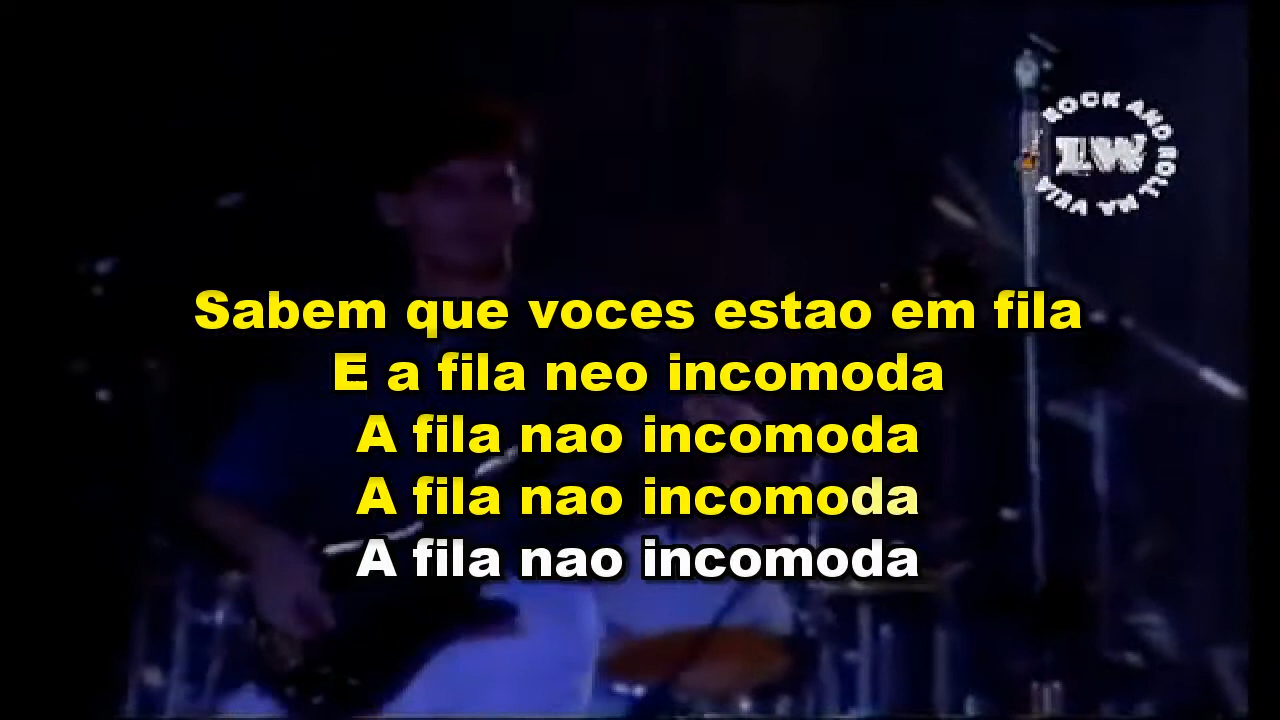 ROCK AND ROLL NA VEIA
LW
Sabem que voces estao em fila
E a fila neo incomoda
A fila nao incomoda
A fila nao incomoda
A fila nao incomoda